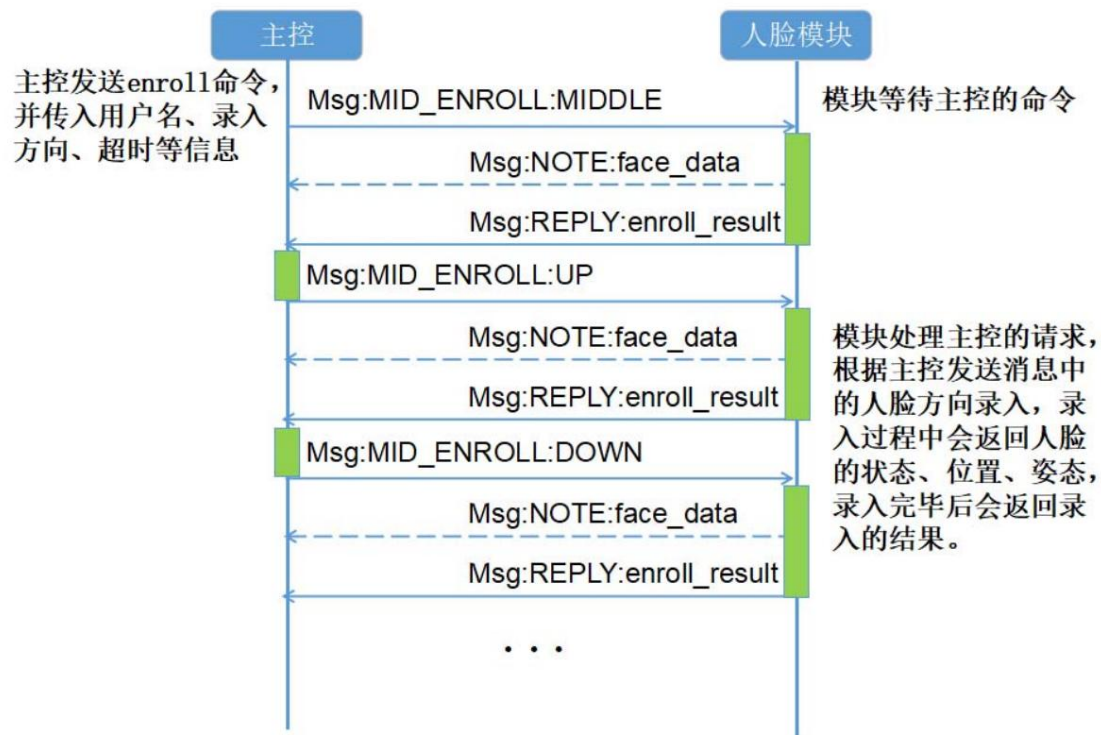 主控
人脸模块
主控发送enroll命令，
并传入用户名、录入
方向、超时等信息
Msg:MID_ENROLL:MIDDLE
模块等待主控的命令
Msg:NOTE:face_data
Msg:REPLY:enroll_result
Msg:MID_ENROLL:UP
Msg:NOTE:face_data
Msg:REPLY:enroll_result
模块处理主控的请求，
根据主控发送消息中
的人脸方向录入，录
入过程中会返回人脸
的状态、位置、姿态，
录入完毕后会返回录
入的结果。
Msg:MID_ENROLL:DOWN
Msg:NOTE:face_data
Msg:REPLY:enroll_result
...